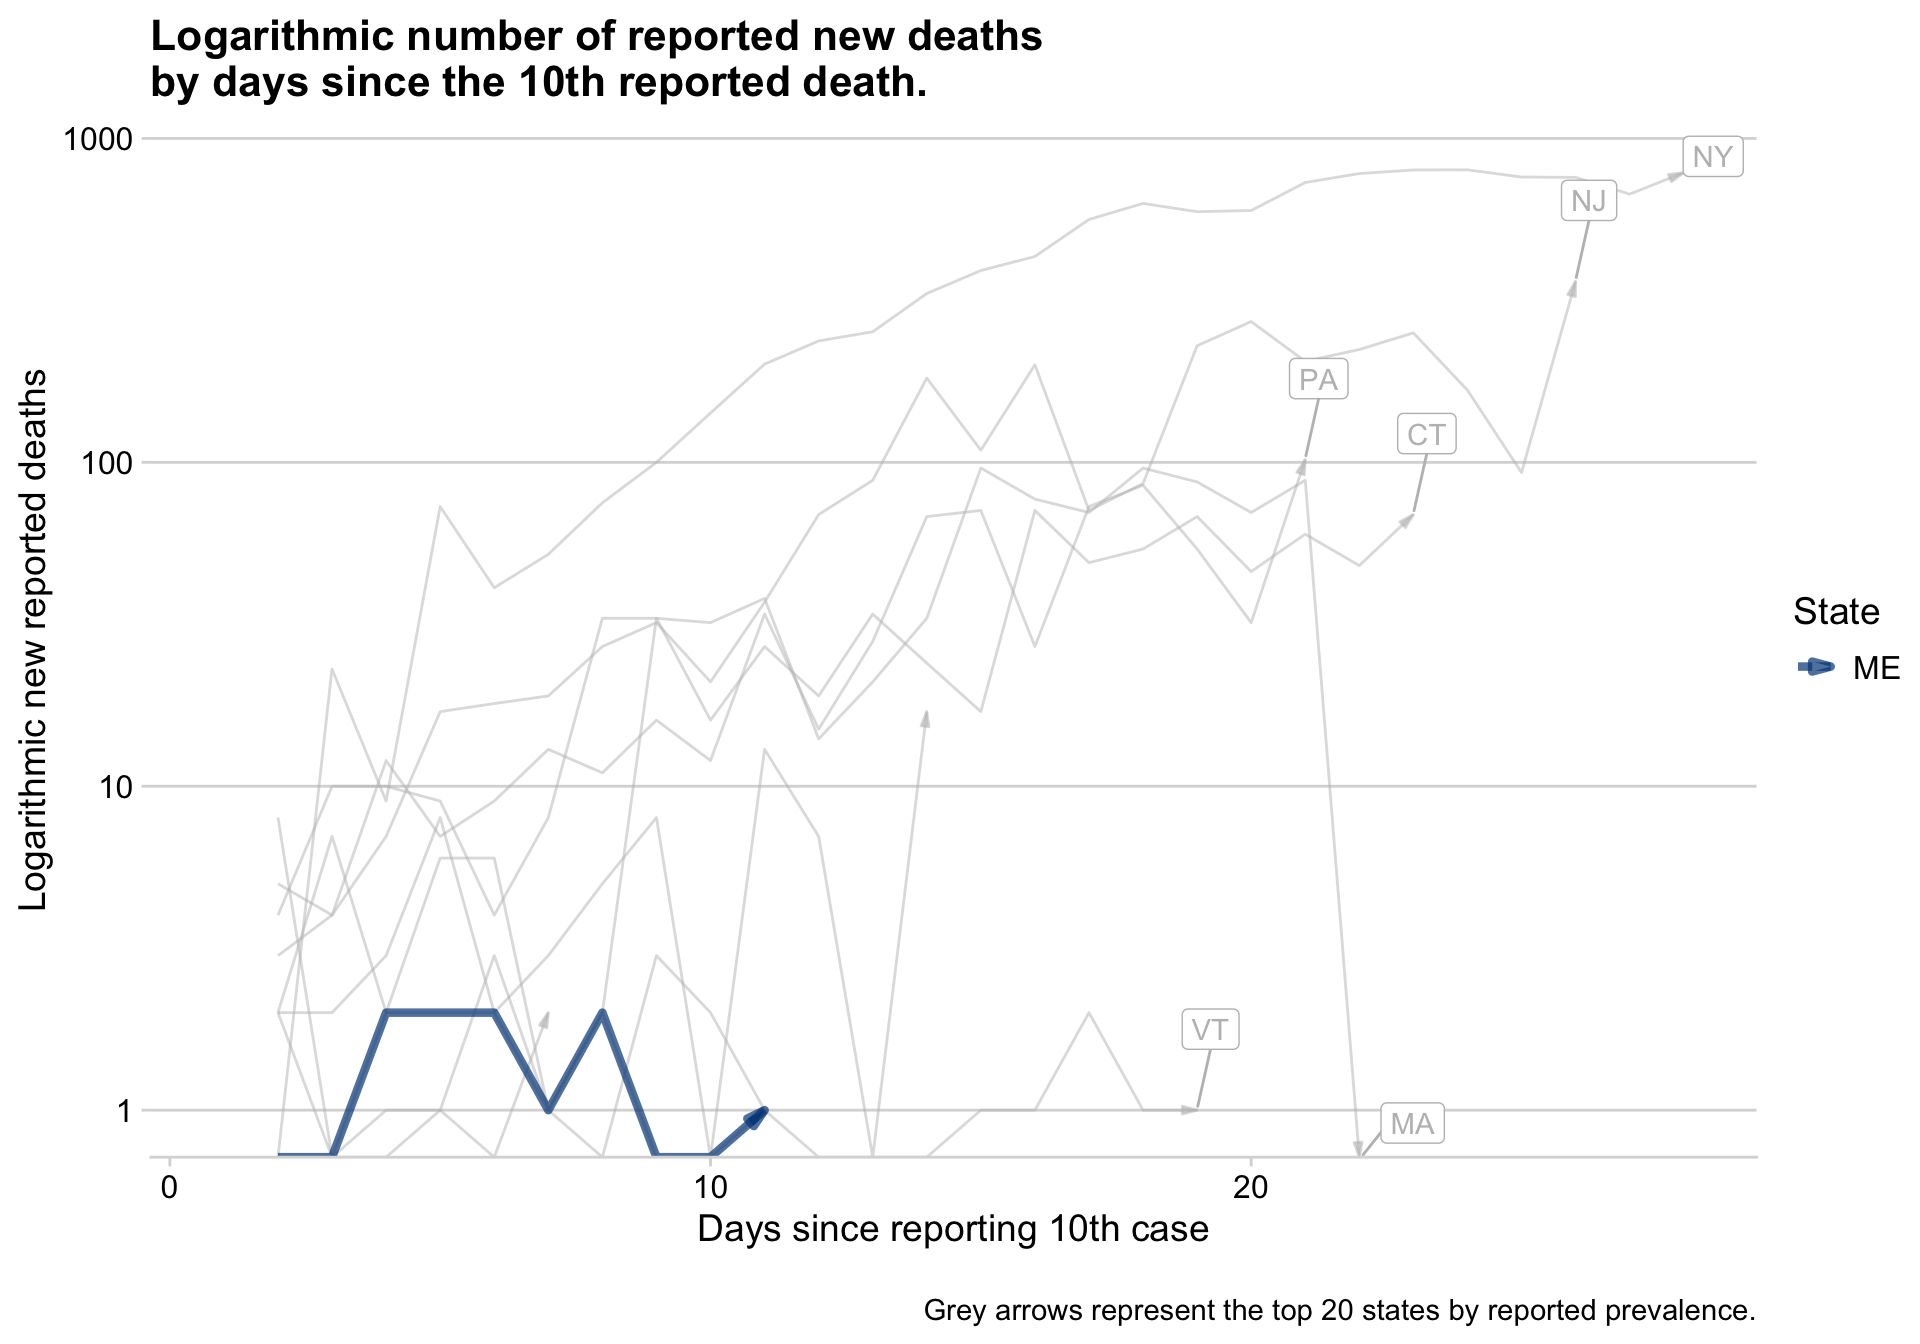 Logarithmic number of reported new deaths
by days since the 10th reported death.
1000
NY
NJ
PA
CT
100
Logarithmic new reported deaths
State
ME
10
VT
1
MA
0
10
20
Days since reporting 10th case
Grey arrows represent the top 20 states by reported prevalence.